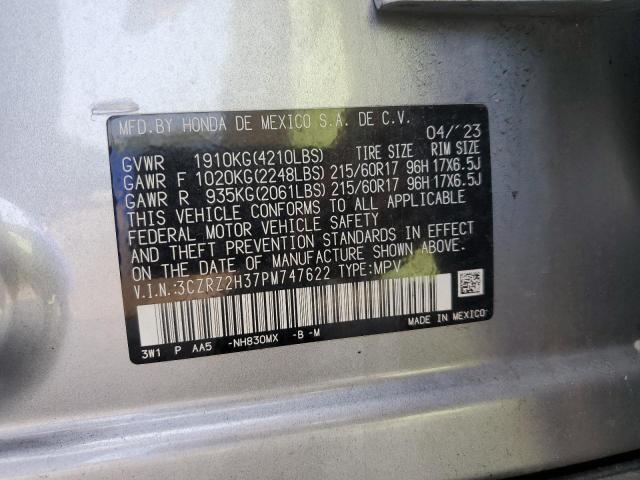 MFD.BY HONDA DE MEXICO S.A. DE C.V.
04/'23
GVWR 1910KG(4210LBS) TIRE SIZE RIM SIZE
GAWR F 1020KG(2248LBS) 215/60R17 96H 17X6.5J
GAWR R 935KG(2061LBS) 215/60R17 96H 17X6.5J
THIS VEHICLE CONFORMS TO ALL APPLICABLE
FEDERAL MOTOR VEHICLE SAFETY
AND THEFT PREVENTION STANDARDS IN EFFECT
ON THE DATE OF MANUFACTURE SHOWN ABOVE.
V.I.N:3CZRZ2H37PM747622 TYPE:MPV
MADE IN MEXICO
3W1 P AA5 -NH830MX -B -M